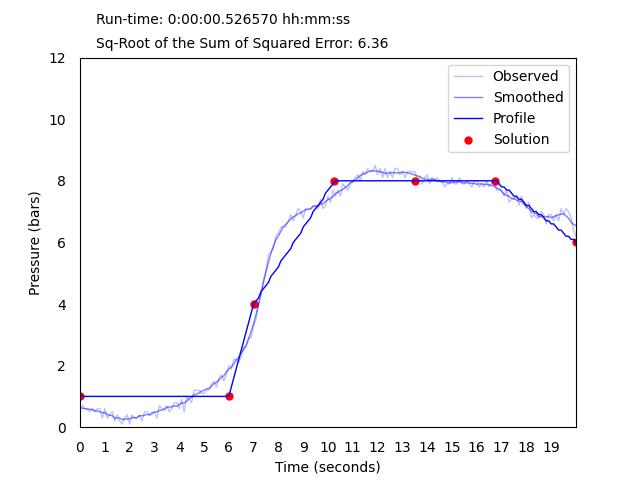 Run-time: 0:00:00.526570 hh:mm:ss
Sq-Root of the Sum of Squared Error: 6.36
12
10
8
6
4
2
0
Pressure (bars)
Observed
Smoothed
Profile
Solution
0 1 2 3 4 5 6 7 8 9 10 11 12 13 14 15 16 17 18 19
Time (seconds)